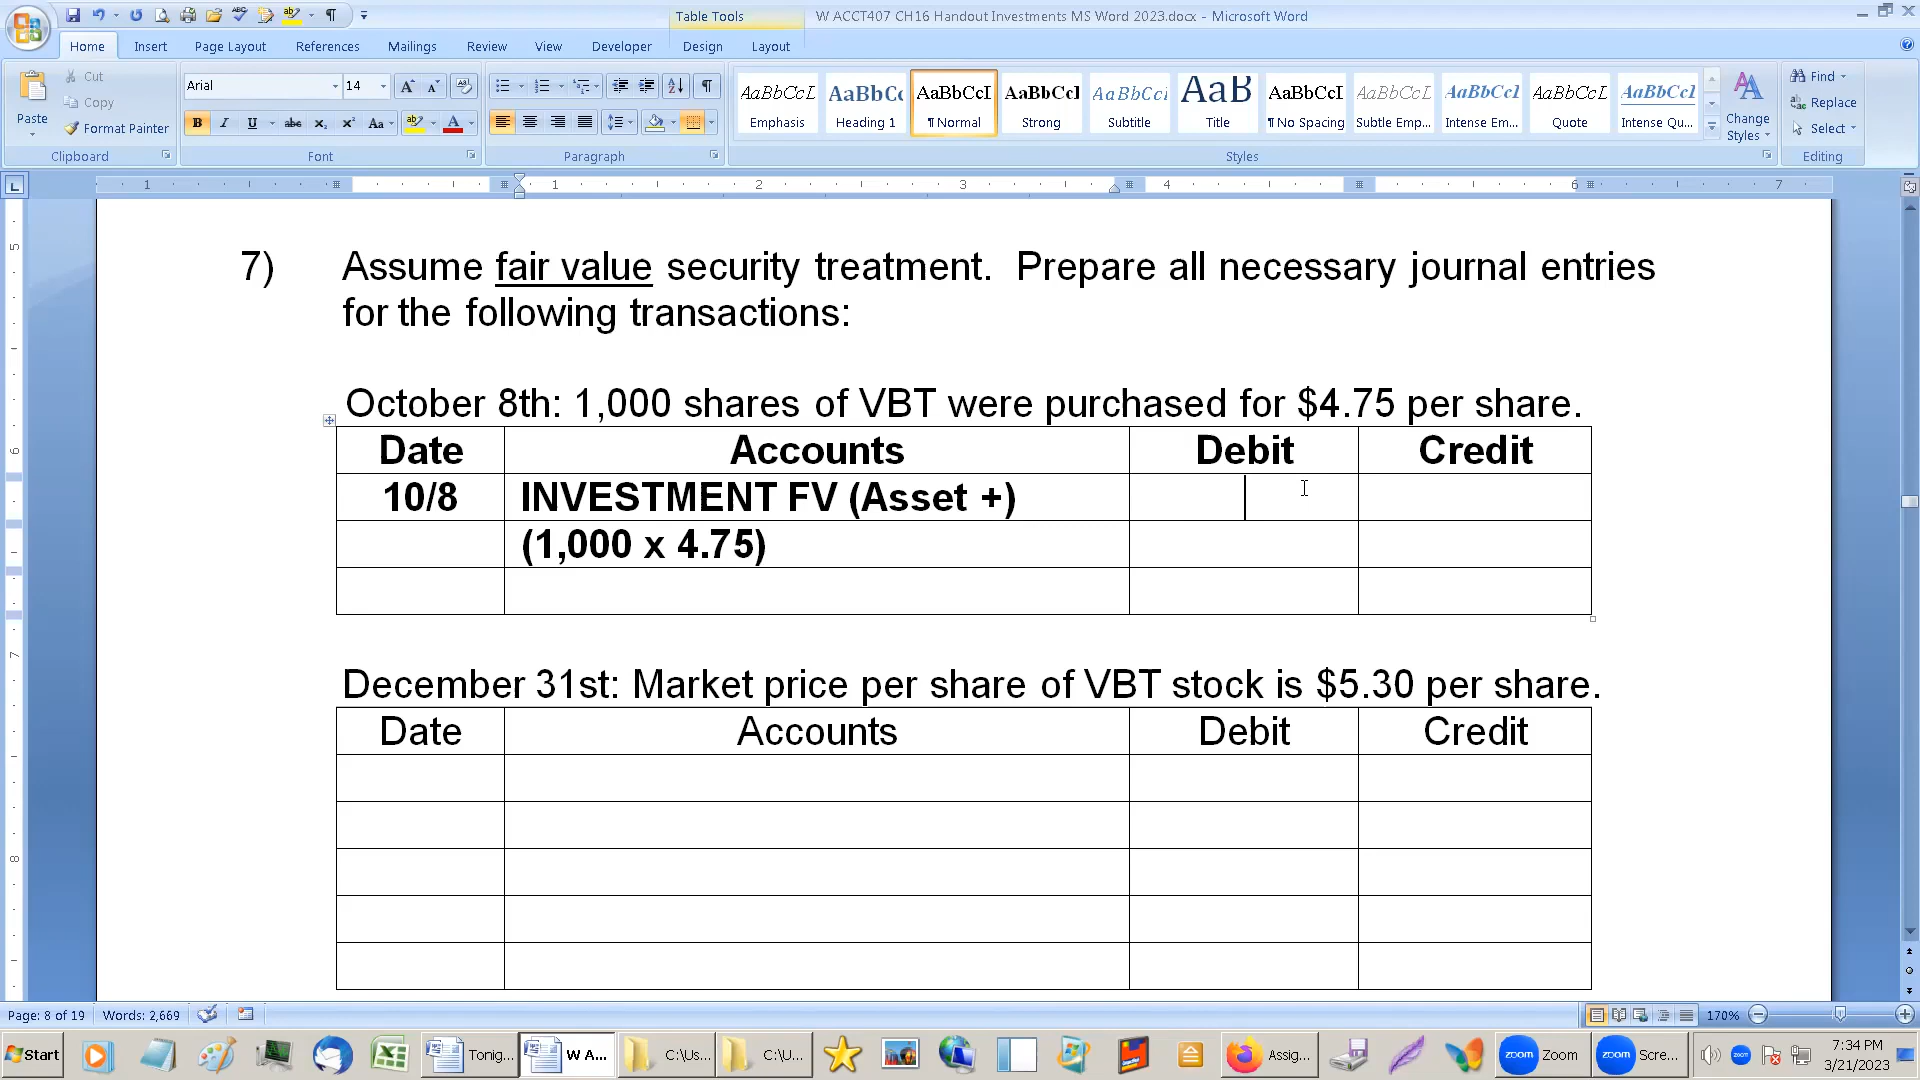 Table Tools
W ACCT407 CH16 Handout Investments MS Word 2023.docx - Microsoft Word
Home Insert Page Layout References Mailings Review View Developer Design Layout
Paste
Cut
Copy
Format Painter
Clipboard
Arial 14
Font
Paragraph
AaBbCcL AaBbCc AaBbCcI AaBbCcI AaBbCcI AaB AaBbCcI AaBbCcL AaBbCcI AaBbCcL AaBbCcI
Emphasis Heading 1 ¶ Normal Strong Subtitle Title ¶ No Spacing Subtle Emp... Intense Em... Quote Intense Qu...
Change Styles
Styles
Find
Replace
Select
Editing
7) Assume fair value security treatment. Prepare all necessary journal entries
for the following transactions:
October 8th: 1,000 shares of VBT were purchased for $4.75 per share.
Date Accounts Debit Credit
10/8 INVESTMENT FV (Asset +)
(1,000 x 4.75)
December 31st: Market price per share of VBT stock is $5.30 per share.
Date Accounts Debit Credit
Page: 8 of 19 Words: 2,669 170%
Start Tonig... W A... C:\Us... C:\U... Assig... zoom Zoom zoom Scre... 7:34 PM
3/21/2023